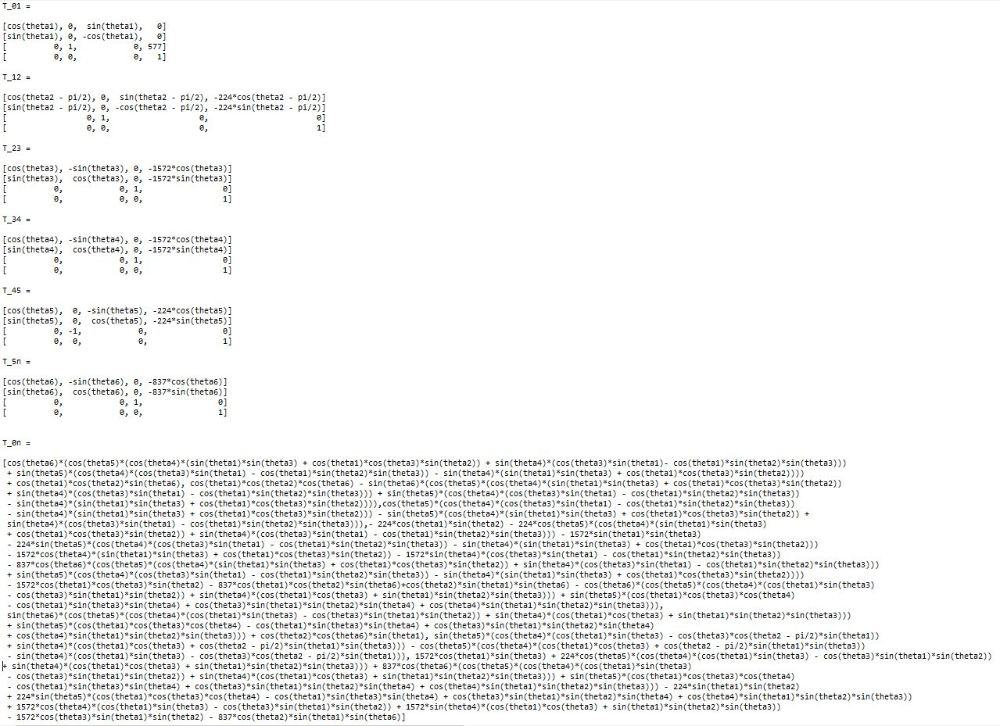 T_01 =
[cos(theta1), 0,  sin(theta1),   0]
[sin(theta1), 0, -cos(theta1),   0]
[          0, 1,            0, 577]
[          0, 0,            0,   1]
T_12 =
[cos(theta2 - pi/2), 0,  sin(theta2 - pi/2), -224*cos(theta2 - pi/2)]
[sin(theta2 - pi/2), 0, -cos(theta2 - pi/2), -224*sin(theta2 - pi/2)]
[                 0, 1,                   0,                       0]
[                 0, 0,                   0,                       1]
T_23 =
[cos(theta3), -sin(theta3), 0, -1572*cos(theta3)]
[sin(theta3),  cos(theta3), 0, -1572*sin(theta3)]
[          0,            0, 1,                 0]
[          0,            0, 0,                 1]
T_34 =
[cos(theta4), -sin(theta4), 0, -1572*cos(theta4)]
[sin(theta4),  cos(theta4), 0, -1572*sin(theta4)]
[          0,            0, 1,                 0]
[          0,            0, 0,                 1]
T_45 =
[cos(theta5),  0, -sin(theta5), -224*cos(theta5)]
[sin(theta5),  0,  cos(theta5), -224*sin(theta5)]
[          0, -1,            0,                0]
[          0,  0,            0,                1]
T_5n =
[cos(theta6), -sin(theta6), 0, -837*cos(theta6)]
[sin(theta6),  cos(theta6), 0, -837*sin(theta6)]
[          0,            0, 1,                0]
[          0,            0, 0,                1]
T_0n =
[cos(theta6)*(cos(theta5)*(cos(theta4)*(sin(theta1)*sin(theta3) + cos(theta1)*cos(theta3)*sin(theta2)) + sin(theta4)*(cos(theta3)*sin(theta1)- cos(theta1)*sin(theta2)*sin(theta3)))
+ sin(theta5)*(cos(theta4)*(cos(theta3)*sin(theta1) - cos(theta1)*sin(theta2)*sin(theta3)) - sin(theta4)*(sin(theta1)*sin(theta3) + cos(theta1)*cos(theta3)*sin(theta2))))
+ cos(theta1)*cos(theta2)*sin(theta6), cos(theta1)*cos(theta2)*cos(theta6) - sin(theta6)*(cos(theta5)*(cos(theta4)*(sin(theta1)*sin(theta3) + cos(theta1)*cos(theta3)*sin(theta2))
+ sin(theta4)*(cos(theta3)*sin(theta1) - cos(theta1)*sin(theta2)*sin(theta3))) + sin(theta5)*(cos(theta4)*(cos(theta3)*sin(theta1) - cos(theta1)*sin(theta2)*sin(theta3))
- sin(theta4)*(sin(theta1)*sin(theta3) + cos(theta1)*cos(theta3)*sin(theta2)))),cos(theta5)*(cos(theta4)*(cos(theta3)*sin(theta1) - cos(theta1)*sin(theta2)*sin(theta3))
- sin(theta4)*(sin(theta1)*sin(theta3) + cos(theta1)*cos(theta3)*sin(theta2))) - sin(theta5)*(cos(theta4)*(sin(theta1)*sin(theta3) + cos(theta1)*cos(theta3)*sin(theta2)) +
sin(theta4)*(cos(theta3)*sin(theta1) - cos(theta1)*sin(theta2)*sin(theta3))),- 224*cos(theta1)*sin(theta2) - 224*cos(theta5)*(cos(theta4)*(sin(theta1)*sin(theta3)
+ cos(theta1)*cos(theta3)*sin(theta2)) + sin(theta4)*(cos(theta3)*sin(theta1) - cos(theta1)*sin(theta2)*sin(theta3))) - 1572*sin(theta1)*sin(theta3)
- 224*sin(theta5)*(cos(theta4)*(cos(theta3)*sin(theta1) - cos(theta1)*sin(theta2)*sin(theta3)) - sin(theta4)*(sin(theta1)*sin(theta3) + cos(theta1)*cos(theta3)*sin(theta2)))
- 1572*cos(theta4)*(sin(theta1)*sin(theta3) + cos(theta1)*cos(theta3)*sin(theta2)) - 1572*sin(theta4)*(cos(theta3)*sin(theta1) - cos(theta1)*sin(theta2)*sin(theta3))
- 837*cos(theta6)*(cos(theta5)*(cos(theta4)*(sin(theta1)*sin(theta3) + cos(theta1)*cos(theta3)*sin(theta2)) + sin(theta4)*(cos(theta3)*sin(theta1) - cos(theta1)*sin(theta2)*sin(theta3)))
+ sin(theta5)*(cos(theta4)*(cos(theta3)*sin(theta1) - cos(theta1)*sin(theta2)*sin(theta3)) - sin(theta4)*(sin(theta1)*sin(theta3) + cos(theta1)*cos(theta3)*sin(theta2))))
- 1572*cos(theta1)*cos(theta3)*sin(theta2) - 837*cos(theta1)*cos(theta2)*sin(theta6)+cos(theta2)*sin(theta1)*sin(theta6) - cos(theta6)*(cos(theta5)*(cos(theta4)*(cos(theta1)*sin(theta3)
- cos(theta3)*sin(theta1)*sin(theta2)) + sin(theta4)*(cos(theta1)*cos(theta3) + sin(theta1)*sin(theta2)*sin(theta3))) + sin(theta5)*(cos(theta1)*cos(theta3)*cos(theta4)
- cos(theta1)*sin(theta3)*sin(theta4) + cos(theta3)*sin(theta1)*sin(theta2)*sin(theta4) + cos(theta4)*sin(theta1)*sin(theta2)*sin(theta3))),
sin(theta6)*(cos(theta5)*(cos(theta4)*(cos(theta1)*sin(theta3) - cos(theta3)*sin(theta1)*sin(theta2)) + sin(theta4)*(cos(theta1)*cos(theta3) + sin(theta1)*sin(theta2)*sin(theta3)))
+ sin(theta5)*(cos(theta1)*cos(theta3)*cos(theta4) - cos(theta1)*sin(theta3)*sin(theta4) + cos(theta3)*sin(theta1)*sin(theta2)*sin(theta4)
+ cos(theta4)*sin(theta1)*sin(theta2)*sin(theta3))) + cos(theta2)*cos(theta6)*sin(theta1), sin(theta5)*(cos(theta4)*(cos(theta1)*sin(theta3) - cos(theta3)*cos(theta2 - pi/2)*sin(theta1))
+ sin(theta4)*(cos(theta1)*cos(theta3) + cos(theta2 - pi/2)*sin(theta1)*sin(theta3))) - cos(theta5)*(cos(theta4)*(cos(theta1)*cos(theta3) + cos(theta2 - pi/2)*sin(theta1)*sin(theta3))
- sin(theta4)*(cos(theta1)*sin(theta3) - cos(theta3)*cos(theta2 - pi/2)*sin(theta1))), 1572*cos(theta1)*sin(theta3) + 224*cos(theta5)*(cos(theta4)*(cos(theta1)*sin(theta3) - cos(theta3)*sin(theta1)*sin(theta2))
+ sin(theta4)*(cos(theta1)*cos(theta3) + sin(theta1)*sin(theta2)*sin(theta3))) + 837*cos(theta6)*(cos(theta5)*(cos(theta4)*(cos(theta1)*sin(theta3)
- cos(theta3)*sin(theta1)*sin(theta2)) + sin(theta4)*(cos(theta1)*cos(theta3) + sin(theta1)*sin(theta2)*sin(theta3))) + sin(theta5)*(cos(theta1)*cos(theta3)*cos(theta4)
- cos(theta1)*sin(theta3)*sin(theta4) + cos(theta3)*sin(theta1)*sin(theta2)*sin(theta4) + cos(theta4)*sin(theta1)*sin(theta2)*sin(theta3))) - 224*sin(theta1)*sin(theta2)
+ 224*sin(theta5)*(cos(theta1)*cos(theta3)*cos(theta4) - cos(theta1)*sin(theta3)*sin(theta4) + cos(theta3)*sin(theta1)*sin(theta2)*sin(theta4) + cos(theta4)*sin(theta1)*sin(theta2)*sin(theta3))
+ 1572*cos(theta4)*(cos(theta1)*sin(theta3) - cos(theta3)*sin(theta1)*sin(theta2)) + 1572*sin(theta4)*(cos(theta1)*cos(theta3) + sin(theta1)*sin(theta2)*sin(theta3))
- 1572*cos(theta3)*sin(theta1)*sin(theta2) - 837*cos(theta2)*sin(theta1)*sin(theta6)]